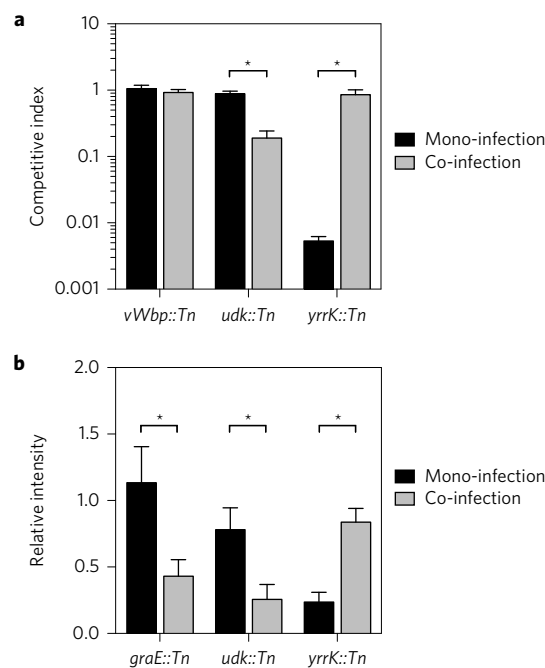 a
10
1
0.1
0.01
0.001
Competitive index
*
*
Mono-infection
Co-infection
vWbp::Tn udk::Tn yrrK::Tn
b
2.0
1.5
1.0
0.5
0.0
Relative intensity
*
*
*
Mono-infection
Co-infection
graE::Tn udk::Tn yrrK::Tn